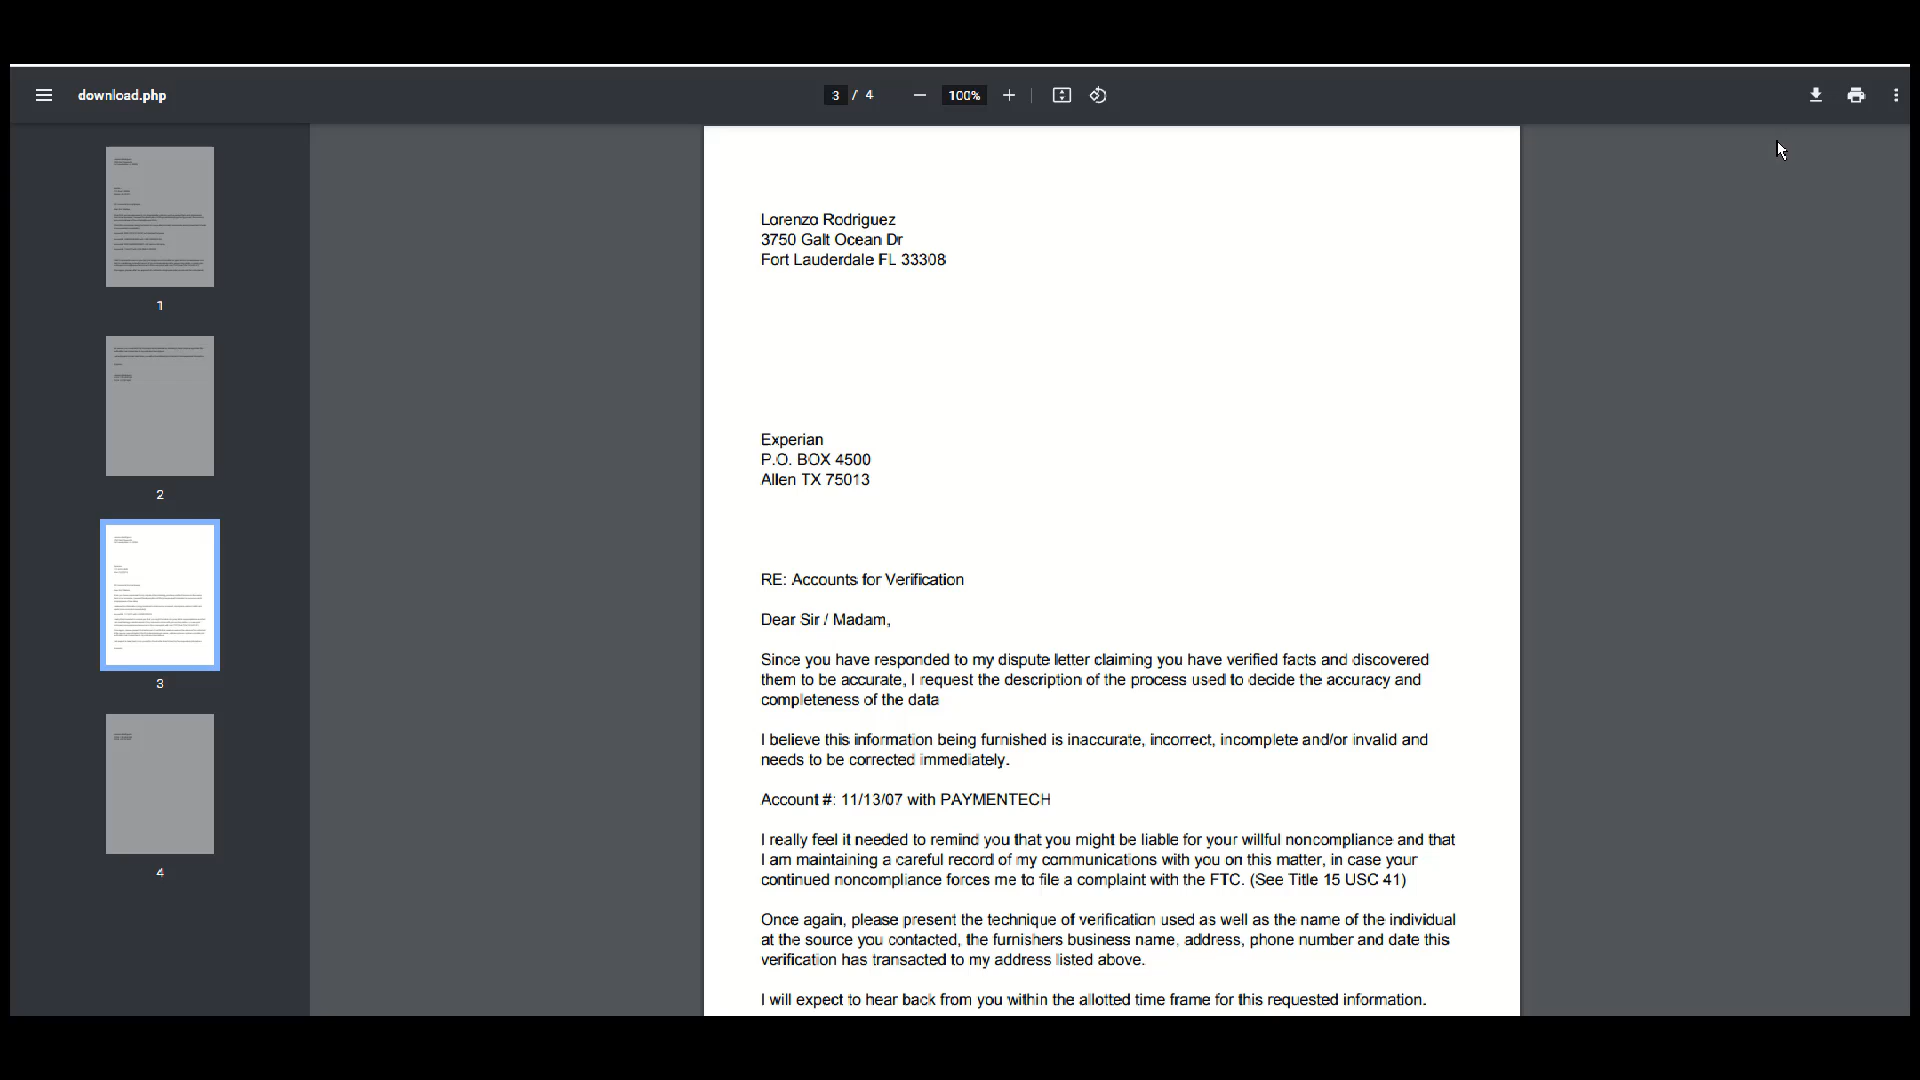 download.php
3 / 4
100%
1
2
3
4
Lorenzo Rodriguez
3750 Galt Ocean Dr
Fort Lauderdale FL 33308
Experian
P.O. BOX 4500
Allen TX 75013
RE: Accounts for Verification
Dear Sir / Madam,
Since you have responded to my dispute letter claiming you have verified facts and discovered
them to be accurate, I request the description of the process used to decide the accuracy and
completeness of the data
I believe this information being furnished is inaccurate, incorrect, incomplete and/or invalid and
needs to be corrected immediately.
Account #: 11/13/07 with PAYMENTECH
I really feel it needed to remind you that you might be liable for your willful noncompliance and that
I am maintaining a careful record of my communications with you on this matter, in case your
continued noncompliance forces me to file a complaint with the FTC. (See Title 15 USC 41)
Once again, please present the technique of verification used as well as the name of the individual
at the source you contacted, the furnishers business name, address, phone number and date this
verification has transacted to my address listed above.
I will expect to hear back from you within the allotted time frame for this requested information.